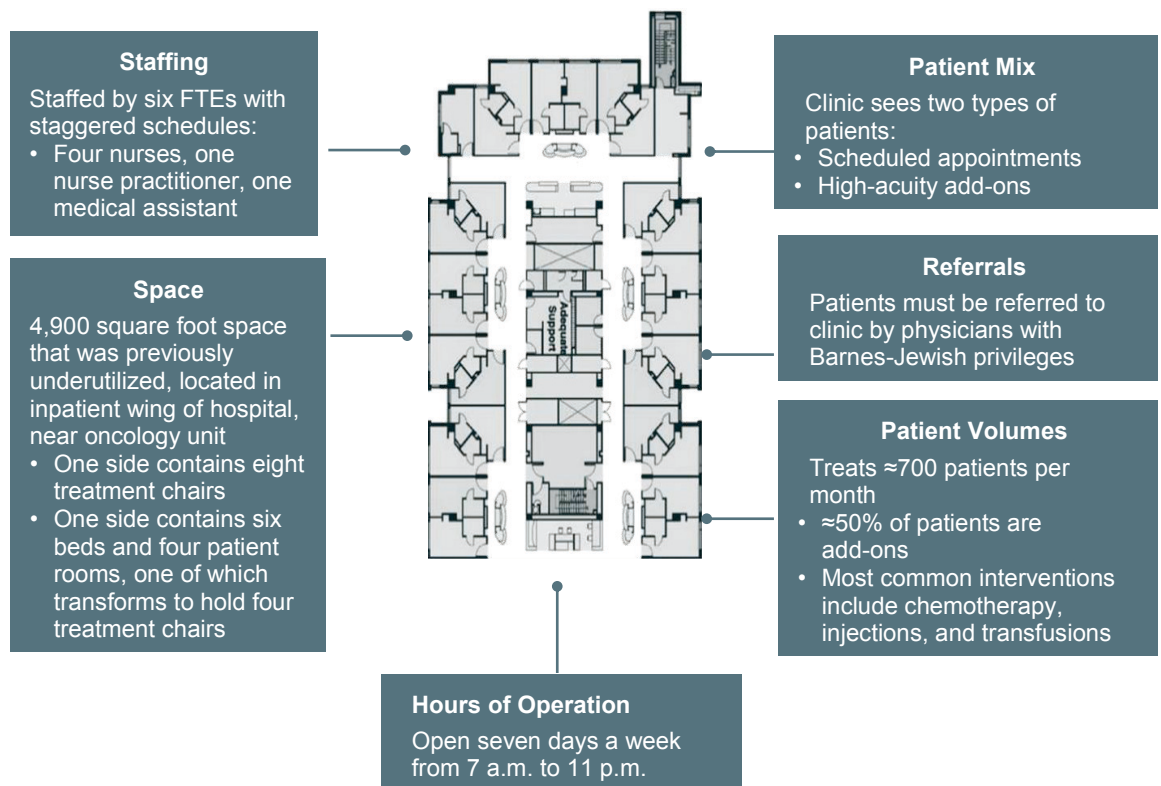 Staffing
Staffed by six FTEs with
staggered schedules:
• Four nurses, one
nurse practitioner, one
medical assistant
Space
4,900 square foot space
that was previously
underutilized, located in
inpatient wing of hospital,
near oncology unit
• One side contains eight
treatment chairs
• One side contains six
beds and four patient
rooms, one of which
transforms to hold four
treatment chairs
Adequate
Support
Patient Mix
Clinic sees two types of
patients:
• Scheduled appointments
• High-acuity add-ons
Referrals
Patients must be referred to
clinic by physicians with
Barnes-Jewish privileges
Patient Volumes
Treats ≈700 patients per
month
• ≈50% of patients are
add-ons
• Most common interventions
include chemotherapy,
injections, and transfusions
Hours of Operation
Open seven days a week
from 7 a.m. to 11 p.m.